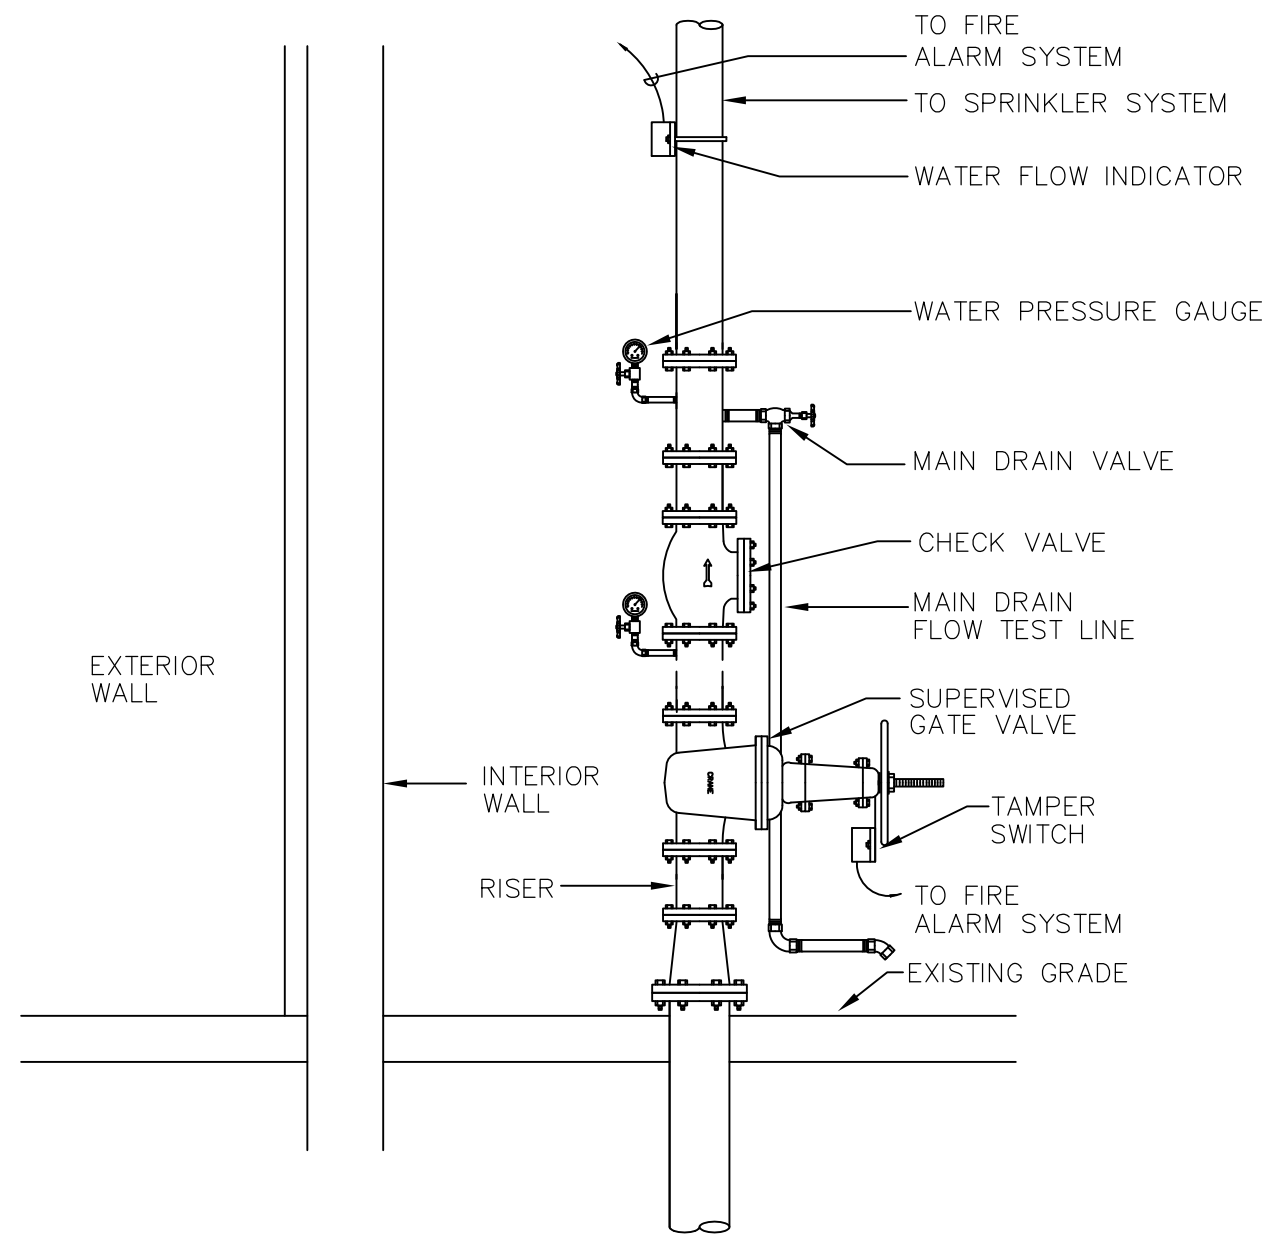 TO FIRE
ALARM SYSTEM
TO SPRINKLER SYSTEM
WATER FLOW INDICATOR
WATER PRESSURE GAUGE
MAIN DRAIN VALVE
CHECK VALVE
MAIN DRAIN
FLOW TEST LINE
EXTERIOR
WALL
SUPERVISED
GATE VALVE
INTERIOR
WALL
CRANE
TAMPER
SWITCH
RISER
TO FIRE
ALARM SYSTEM
EXISTING GRADE